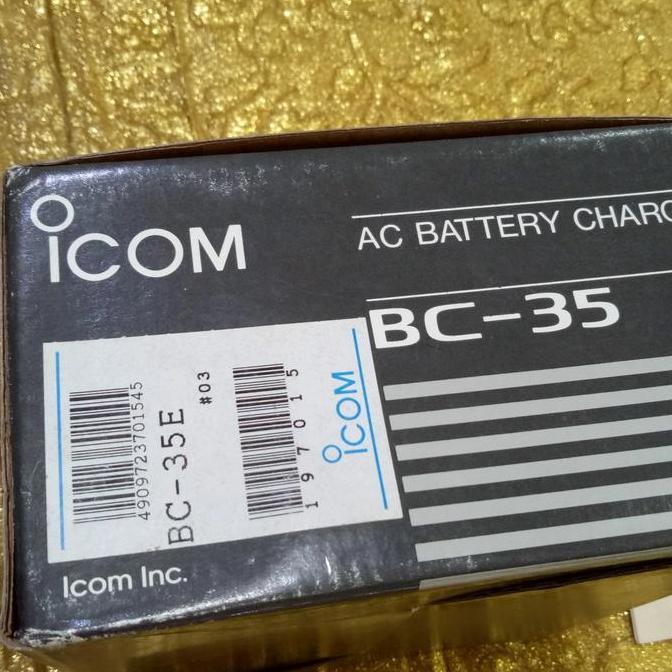 ICOM
AC BATTERY CHARG
BC-35
4909723701545
BC-35E
#03
197015
ICOM
Icom Inc.